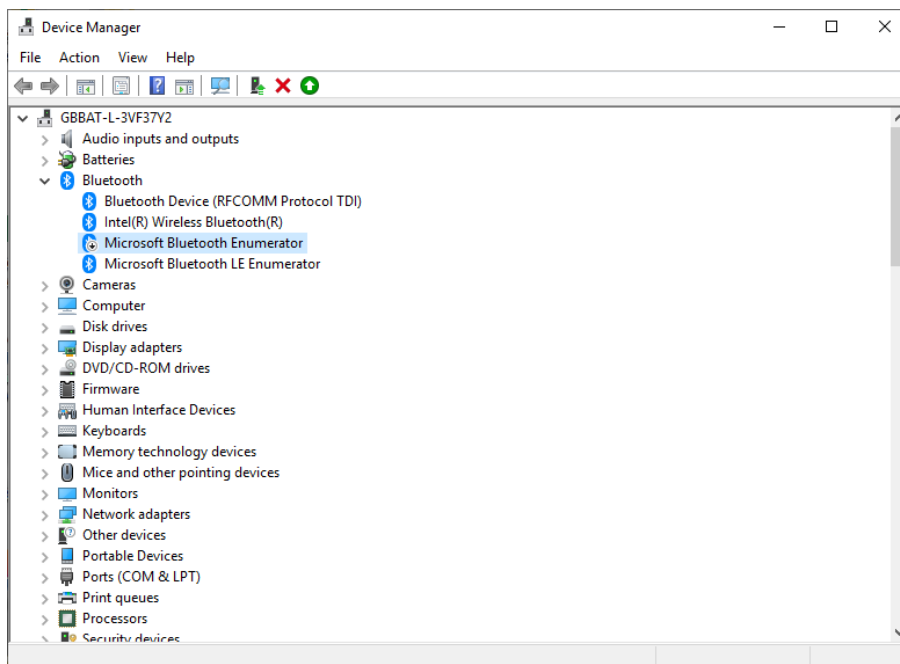 Device Manager
File Action View Help
GBBAT-L-3VF37Y2
Audio inputs and outputs
Batteries
Bluetooth
Bluetooth Device (RFCOMM Protocol TDI)
Intel(R) Wireless Bluetooth(R)
Microsoft Bluetooth Enumerator
Microsoft Bluetooth LE Enumerator
Cameras
Computer
Disk drives
Display adapters
DVD/CD-ROM drives
Firmware
Human Interface Devices
Keyboards
Memory technology devices
Mice and other pointing devices
Monitors
Network adapters
Other devices
Portable Devices
Ports (COM & LPT)
Print queues
Processors
Security devices